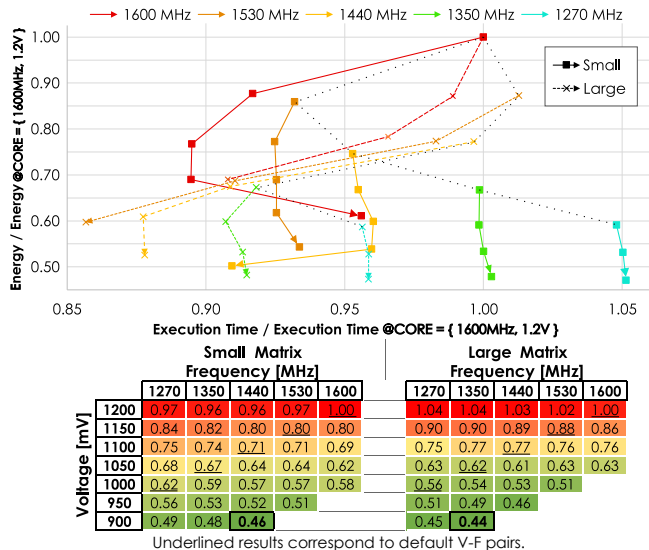 1600 MHz 1530 MHz 1440 MHz 1350 MHz 1270 MHz
Energy / Energy @CORE = { 1600MHz, 1.2V }
1.00
0.90
0.80
0.70
0.60
0.50
Small
Large
0.85 0.90 0.95 1.00 1.05
Execution Time / Execution Time @CORE = { 1600MHz, 1.2V }
Small Matrix Large Matrix
Frequency [MHz] Frequency [MHz]
1270 1350 1440 1530 1600 1270 1350 1440 1530 1600
Voltage [mV]
1200 0.97 0.96 0.96 0.97 1.00 1.04 1.04 1.03 1.02 1.00
1150 0.84 0.82 0.80 0.80 0.80 0.90 0.90 0.89 0.88 0.86
1100 0.75 0.74 0.71 0.71 0.69 0.75 0.77 0.77 0.76 0.76
1050 0.68 0.67 0.64 0.64 0.62 0.63 0.62 0.61 0.63 0.63
1000 0.62 0.59 0.57 0.57 0.58 0.56 0.54 0.53 0.51
950 0.56 0.53 0.52 0.51 0.51 0.49 0.46
900 0.49 0.48 0.46 0.45 0.44
Underlined results correspond to default V-F pairs.